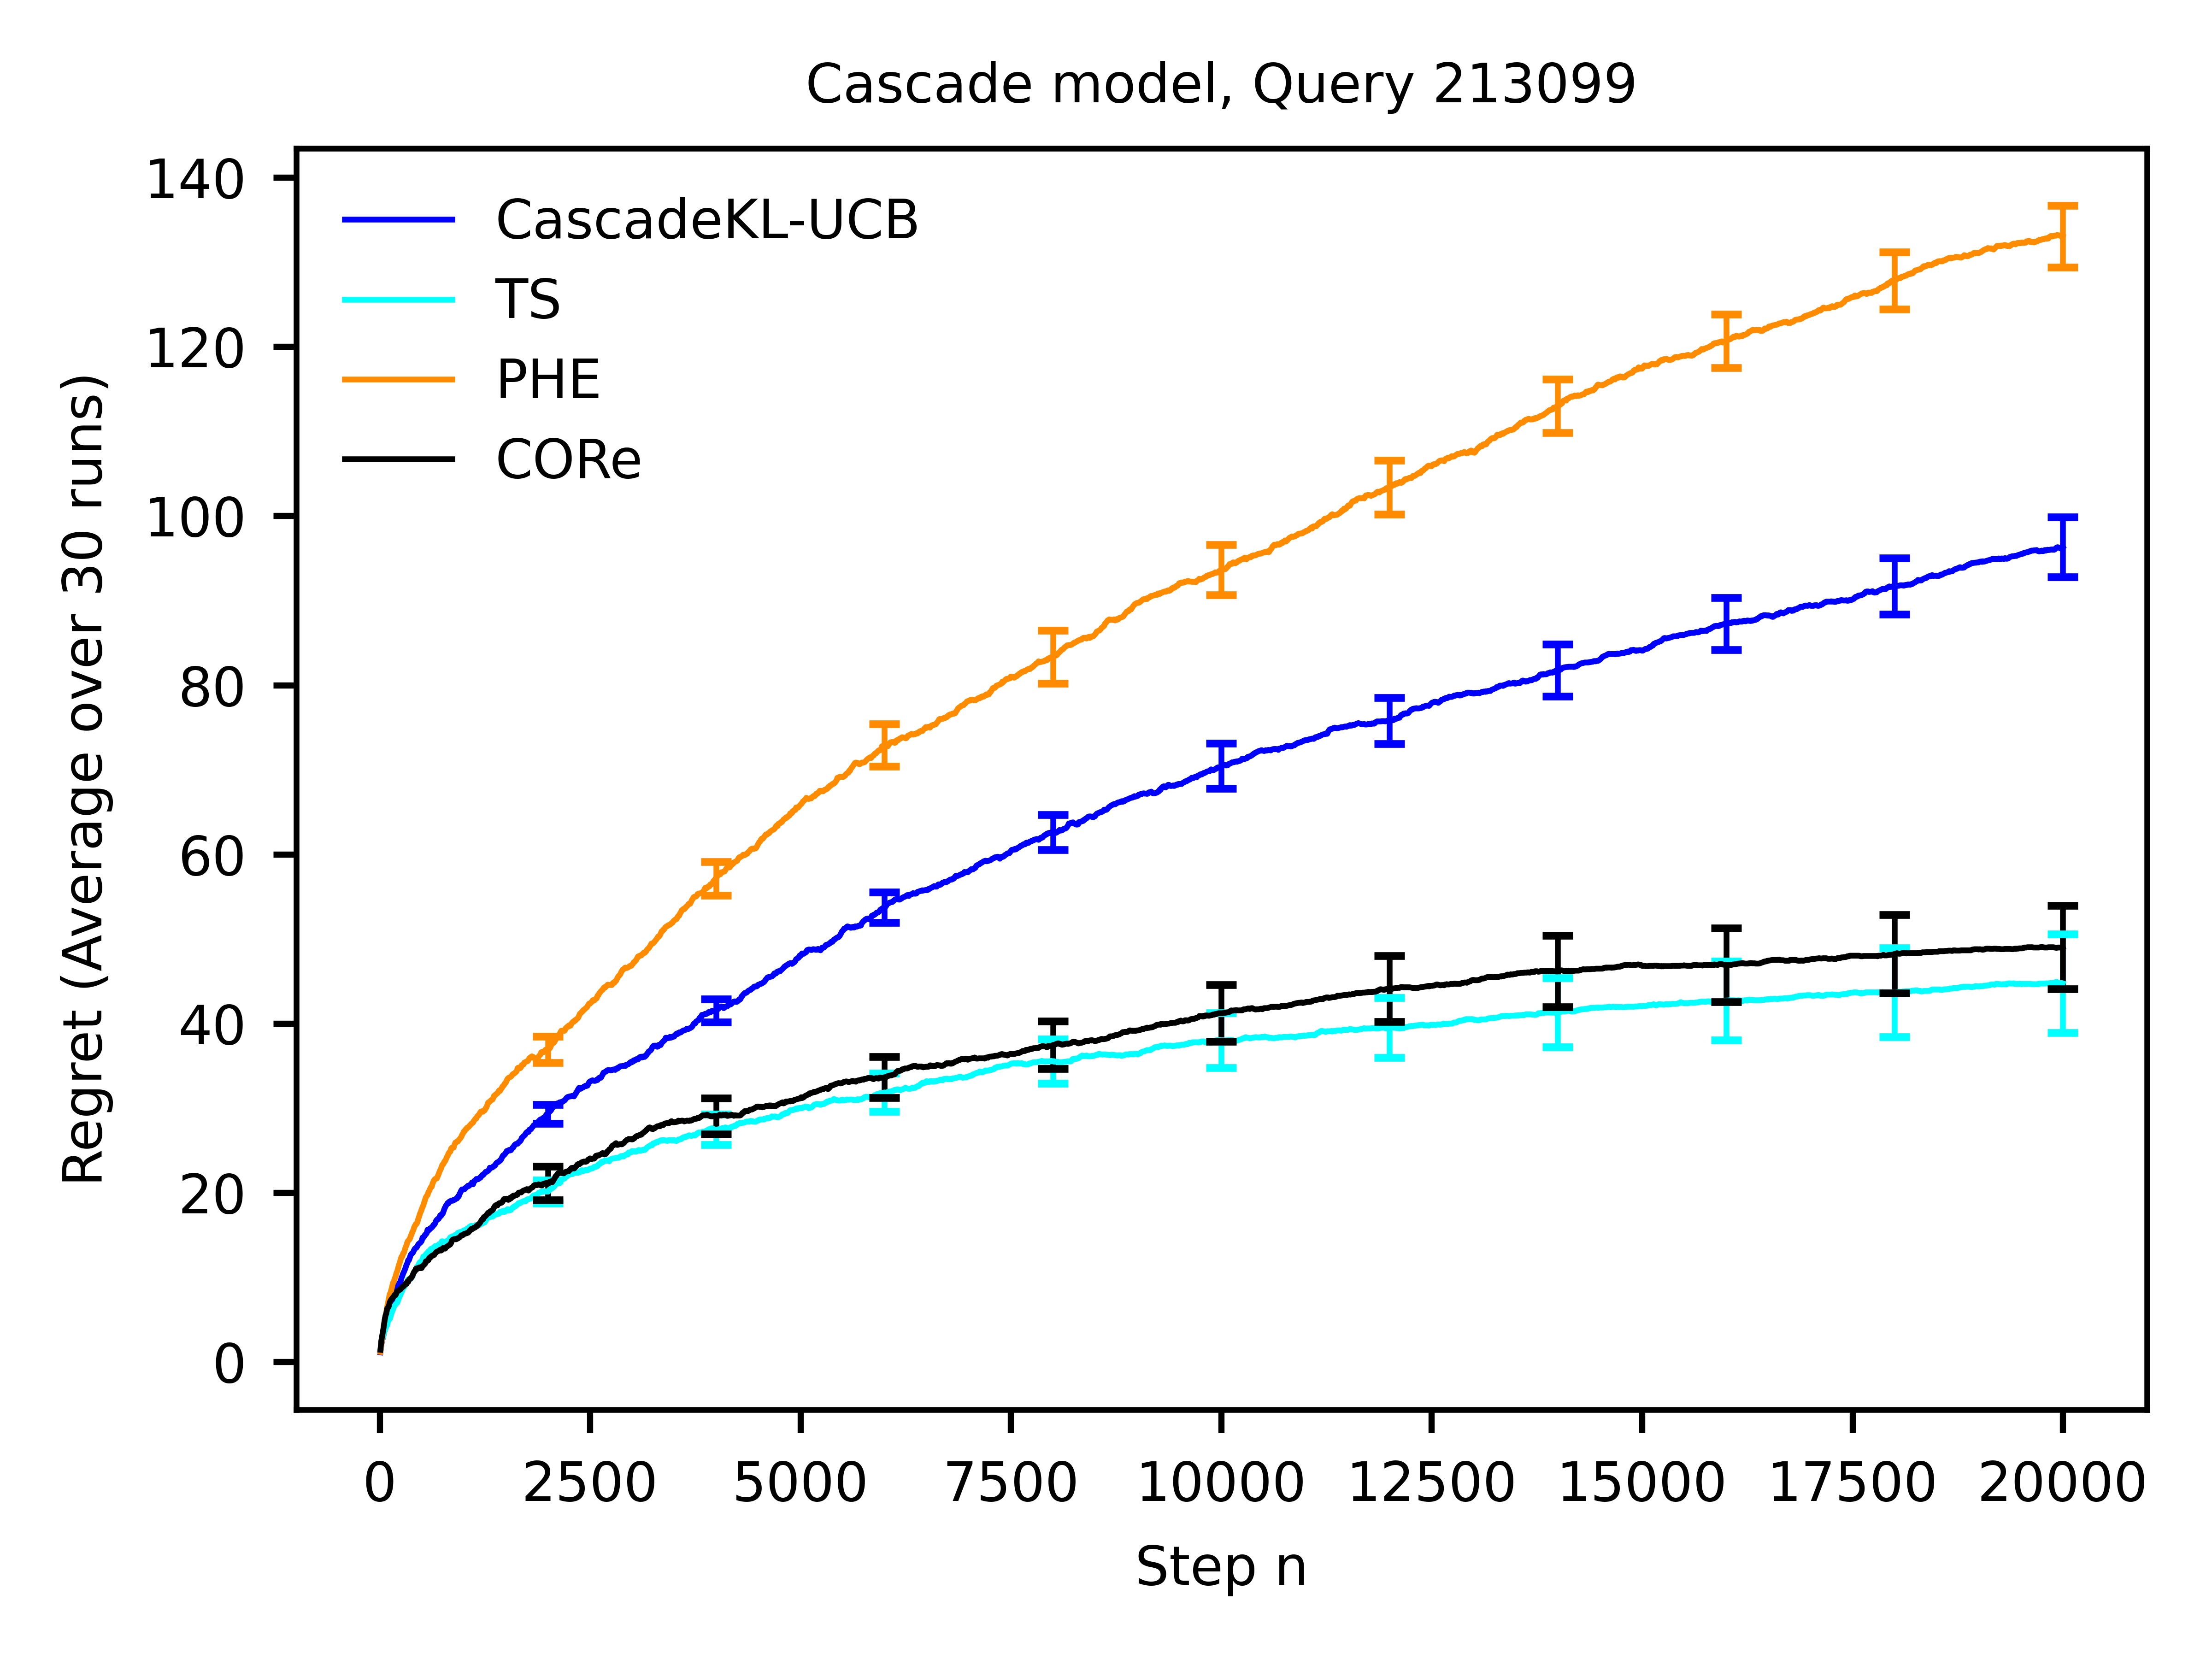 Cascade model, Query 213099
140
120
100
80
60
40
20
0
Regret (Average over 30 runs)
CascadeKL-UCB
TS
PHE
CORe
0 2500 5000 7500 10000 12500 15000 17500 20000
Step n